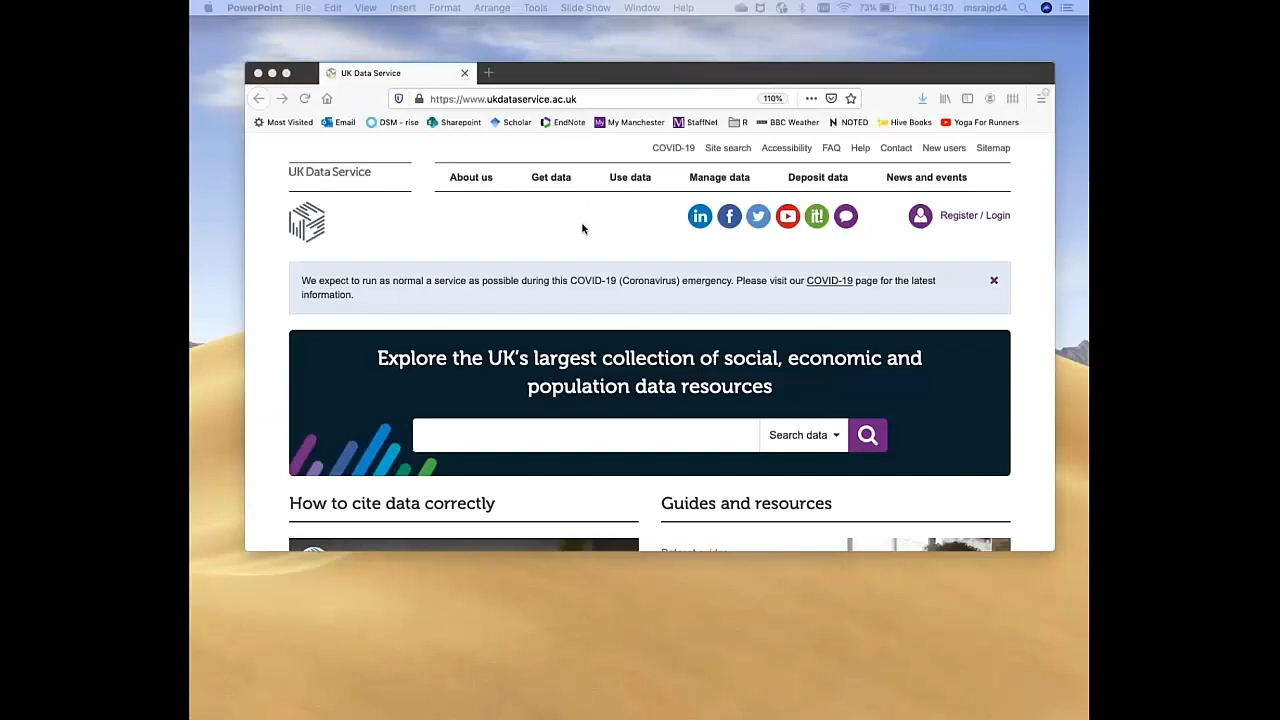 PowerPoint File Edit View Insert Format Arrange Tools Slide Show Window Help 73% Thu 14:30 msrajpd4
UK Data Service
https://www.ukdataservice.ac.uk 110%
Most Visited Email DSM - rise Sharepoint Scholar EndNote My Manchester StaffNet R BBC Weather NOTED Hive Books Yoga For Runners
COVID-19 Site search Accessibility FAQ Help Contact New users Sitemap
UK Data Service
About us Get data Use data Manage data Deposit data News and events
in f it! Register / Login
We expect to run as normal a service as possible during this COVID-19 (Coronavirus) emergency. Please visit our COVID-19 page for the latest
information.
Explore the UK's largest collection of social, economic and
population data resources
Search data
How to cite data correctly Guides and resources